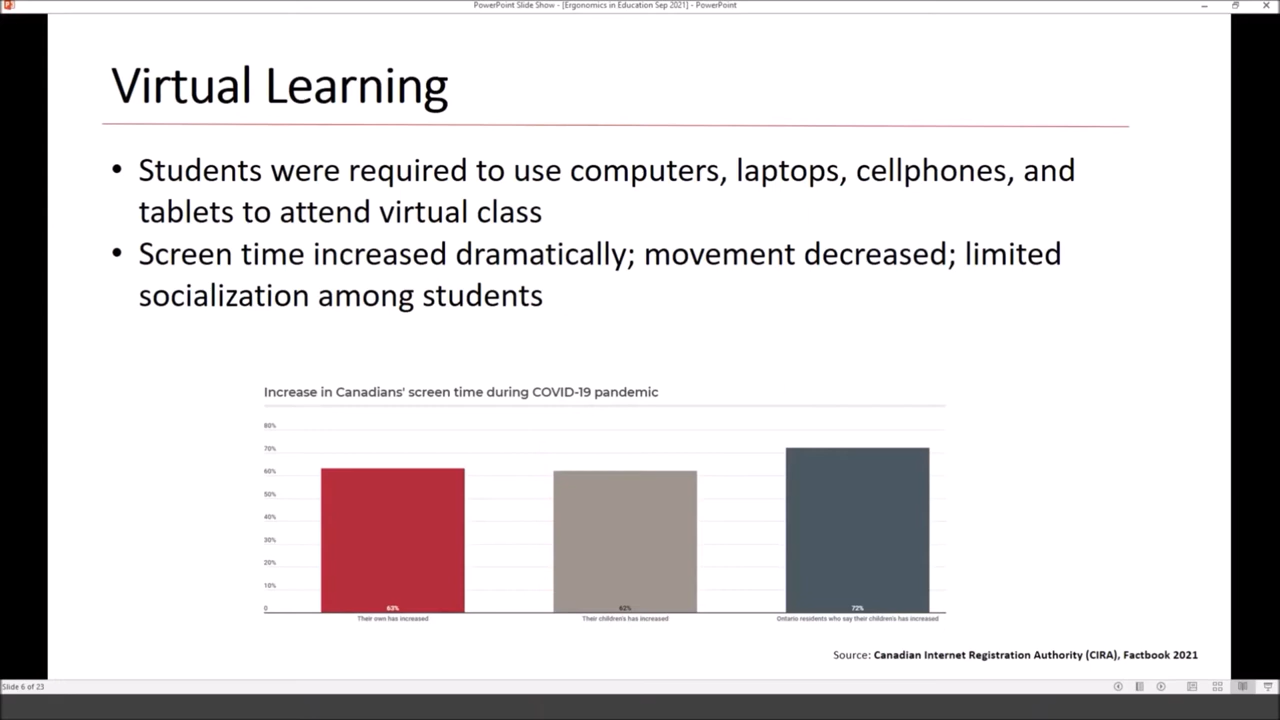 PowerPoint Slide Show - [Ergonomics in Education Sep 2021] - PowerPoint
Virtual Learning
• Students were required to use computers, laptops, cellphones, and
tablets to attend virtual class
• Screen time increased dramatically; movement decreased; limited
socialization among students
Increase in Canadians' screen time during COVID-19 pandemic
80%
70%
60%
50%
40%
30%
20%
10%
0
63%
62%
72%
Their own has increased
Their children's has increased
Ontario residents who say their children's has increased
Source: Canadian Internet Registration Authority (CIRA), Factbook 2021
Slide 6 of 23